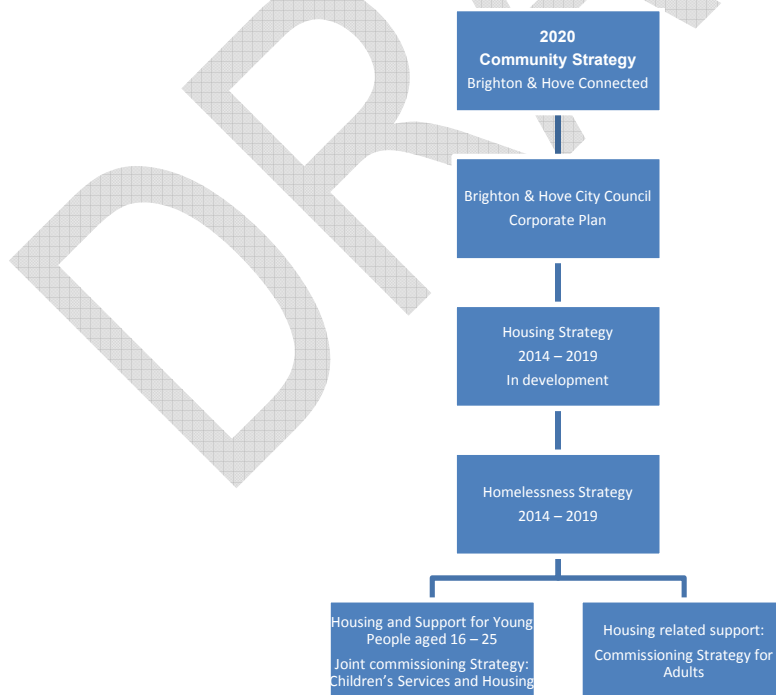 2020
Community Strategy
Brighton & Hove Connected
Brighton & Hove City Council
Corporate Plan
Housing Strategy
2014 – 2019
In development
Homelessness Strategy
2014 – 2019
Housing and Support for Young
People aged 16 – 25
Joint commissioning Strategy:
Children's Services and Housing
Housing related support:
Commissioning Strategy for
Adults